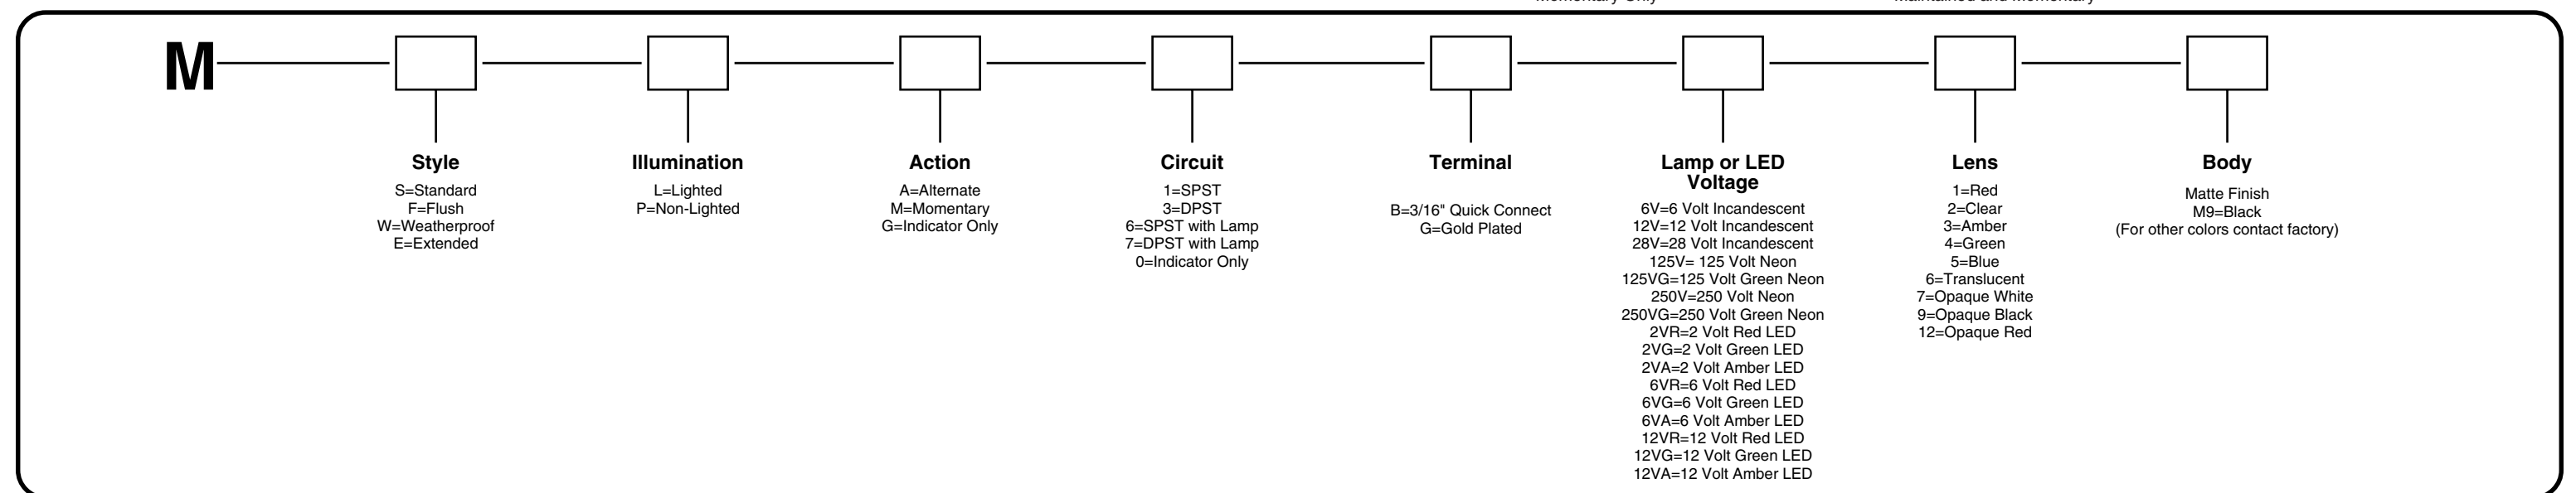 Momentary Only
Maintained and Momentary
M
Style
S=Standard
F=Flush
W=Weatherproof
E=Extended
Illumination
L=Lighted
P=Non-Lighted
Action
A=Alternate
M=Momentary
G=Indicator Only
Circuit
1=SPST
3=DPST
6=SPST with Lamp
7=DPST with Lamp
0=Indicator Only
Terminal
B=3/16" Quick Connect
G=Gold Plated
Lamp or LED
Voltage
6V=6 Volt Incandescent
12V=12 Volt Incandescent
28V=28 Volt Incandescent
125V= 125 Volt Neon
125VG=125 Volt Green Neon
250V=250 Volt Neon
250VG=250 Volt Green Neon
2VR=2 Volt Red LED
2VG=2 Volt Green LED
2VA=2 Volt Amber LED
6VR=6 Volt Red LED
6VG=6 Volt Green LED
6VA=6 Volt Amber LED
12VR=12 Volt Red LED
12VG=12 Volt Green LED
12VA=12 Volt Amber LED
Lens
1=Red
2=Clear
3=Amber
4=Green
5=Blue
6=Translucent
7=Opaque White
9=Opaque Black
12=Opaque Red
Body
Matte Finish
M9=Black
(For other colors contact factory)